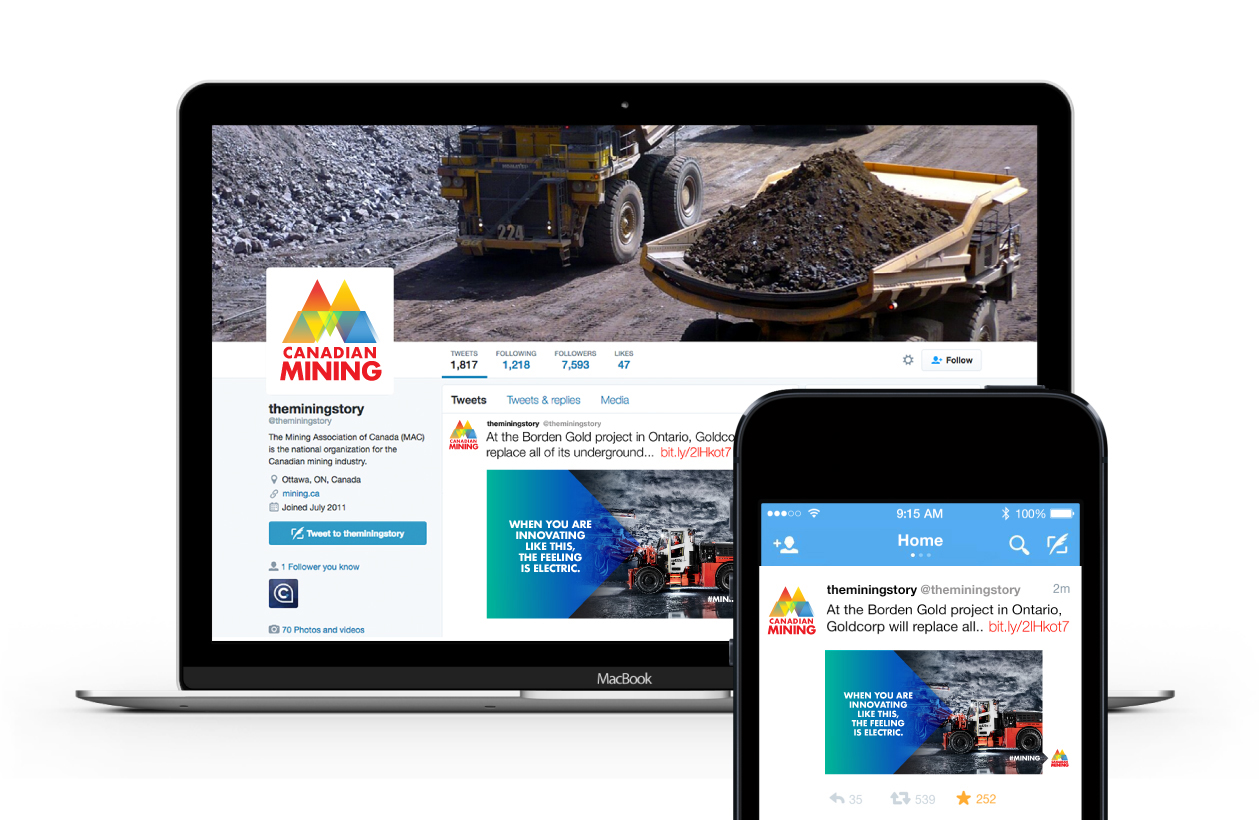 224
CANADIAN
MINING
TWEETS FOLLOWING FOLLOWERS LIKES
1,817 1,218 7,593 47
Follow
Tweets Tweets & replies Media
theminingstory
@theminingstory
The Mining Association of Canada (MAC)
is the national organization for the
Canadian mining industry.
Ottawa, ON, Canada
mining.ca
Joined July 2011
Tweet to theminingstory
1 Follower you know
70 Photos and videos
CANADIAN
MINING
theminingstory @theminingstory
At the Borden Gold project in Ontario, Goldco
replace all of its underground... bit.ly/2lHkot7
WHEN YOU ARE
INNOVATING
LIKE THIS,
THE FEELING
IS ELECTRIC.
#MIN..
MacBook
9:15 AM 100%
Home
CANADIAN
MINING
theminingstory @theminingstory 2m
At the Borden Gold project in Ontario,
Goldcorp will replace all.. bit.ly/2lHkot7
WHEN YOU ARE
INNOVATING
LIKE THIS,
THE FEELING
IS ELECTRIC.
#MINING
CANADIAN
MINING
35 539 252